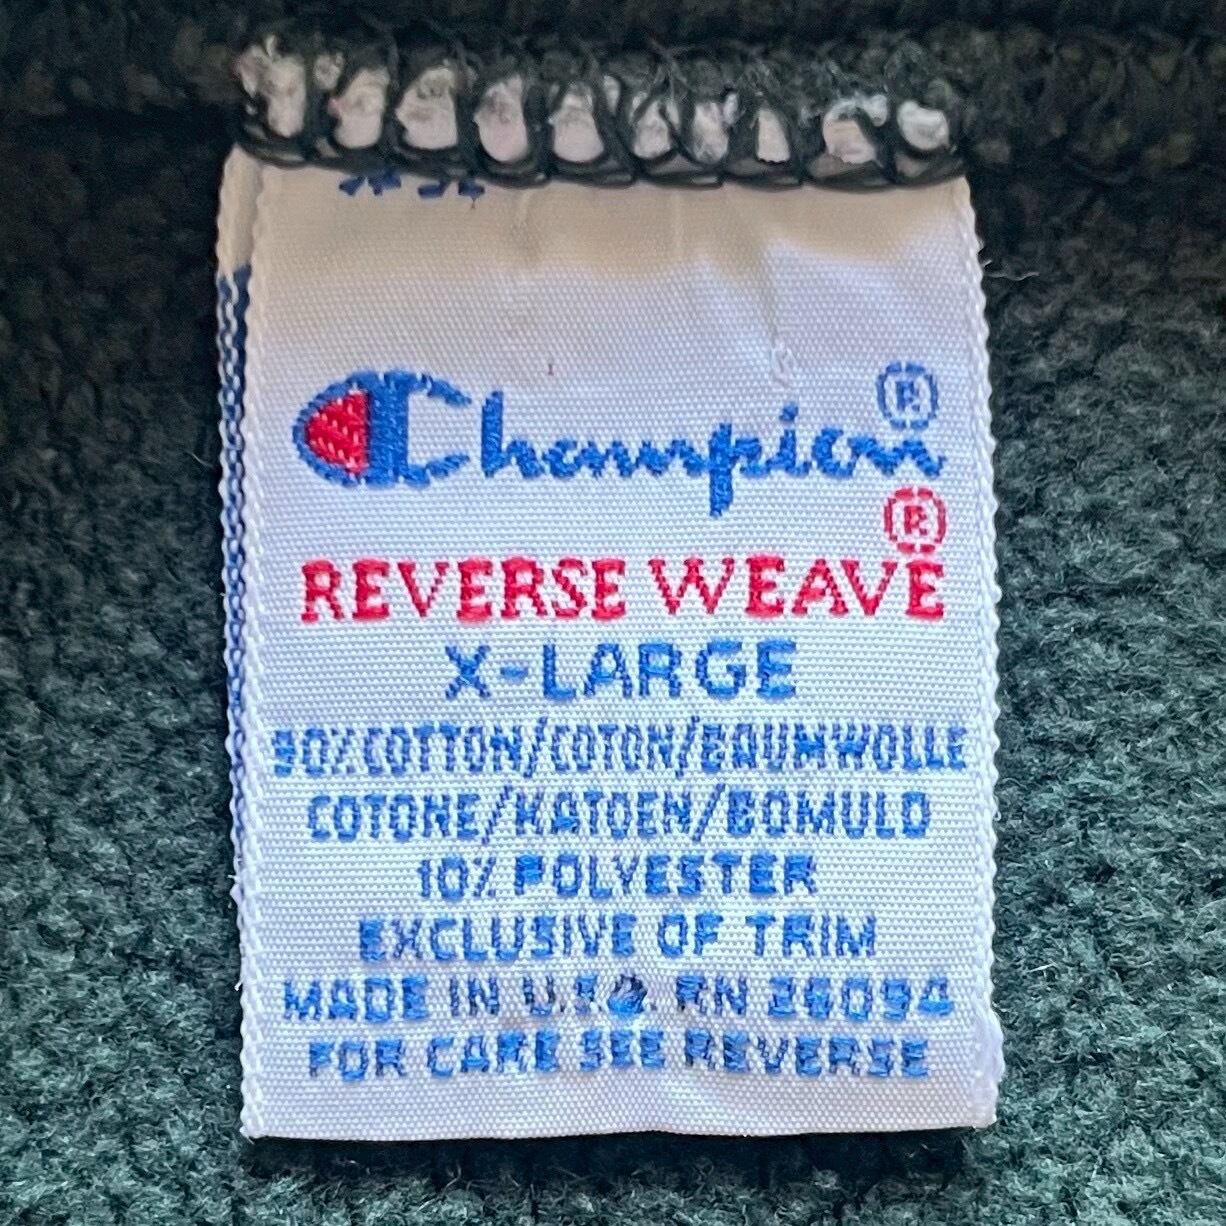 Champion®
REVERSE WEAVE®
X-LARGE
90% COTTON/COTON/BAUMWOLLE
COTONE/KATOEN/BOMULD
10% POLYESTER
EXCLUSIVE OF TRIM
MADE IN U.S.A. RN 26094
FOR CARE SEE REVERSE